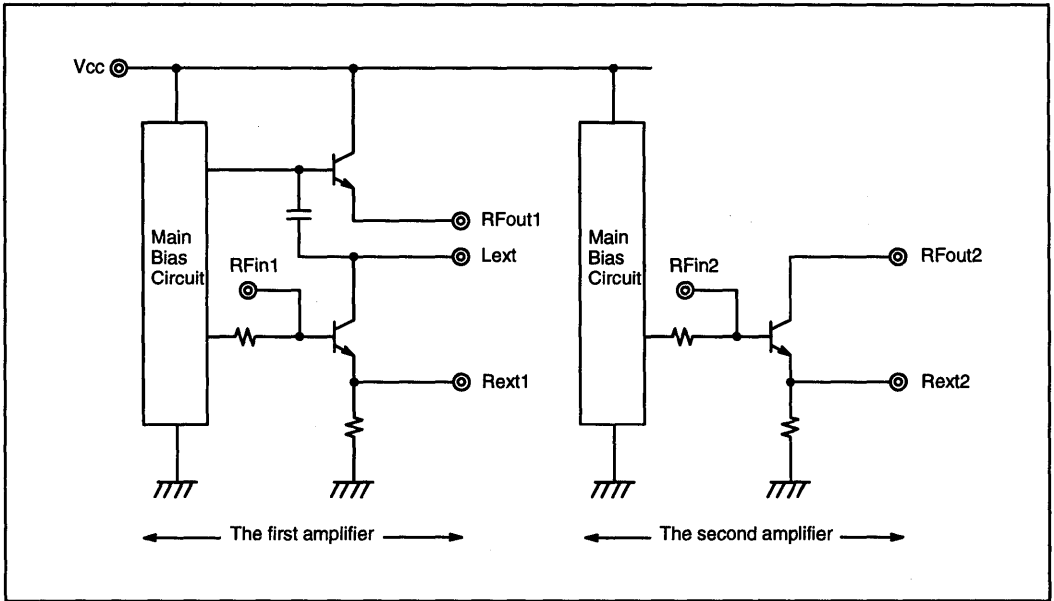 Vcc
Main
Bias
Circuit
RFin1
RFout1
Lext
Rext1
Main
Bias
Circuit
RFin2
RFout2
Rext2
The first amplifier
The second amplifier